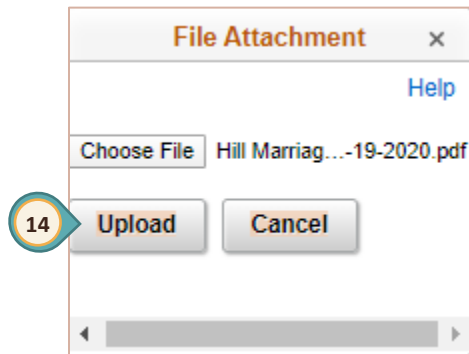 File Attachment ×
Help
Choose File Hill Marriag...-19-2020.pdf
14 Upload Cancel